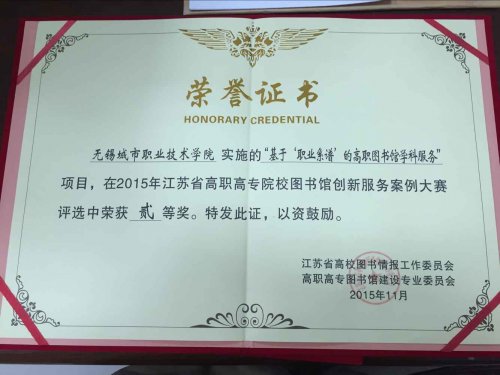 荣誉证书
HONORARY CREDENTIAL
无锡城市职业技术学院 实施的“基于‘职业系谱’的高职图书馆学科服务”
项目，在2015年江苏省高职高专院校图书馆创新服务案例大赛
评选中荣获 贰 等奖。特发此证，以资鼓励。
江苏省高校图书情报工作委员会
高职高专图书馆建设专业委员会
2015年11月